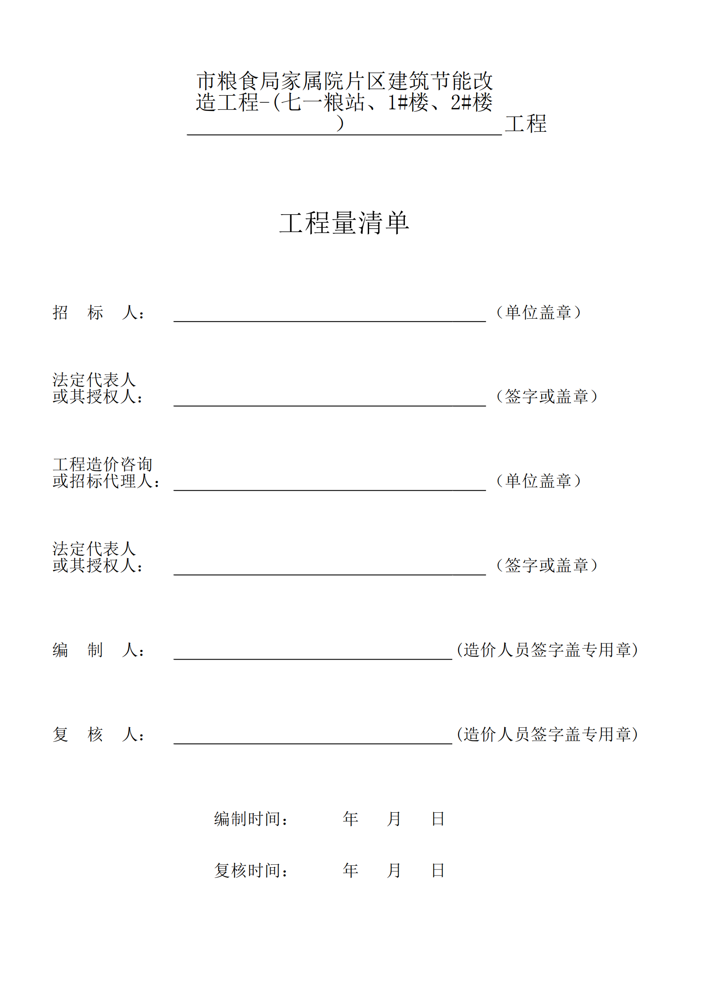 市粮食局家属院片区建筑节能改
造工程-(七一粮站、1#楼、2#楼
) 工程
工程量清单
招 标 人： （单位盖章）
法定代表人
或其授权人： （签字或盖章）
工程造价咨询
或招标代理人： （单位盖章）
法定代表人
或其授权人： （签字或盖章）
编 制 人： (造价人员签字盖专用章)
复 核 人： (造价人员签字盖专用章)
编制时间： 年 月 日
复核时间： 年 月 日